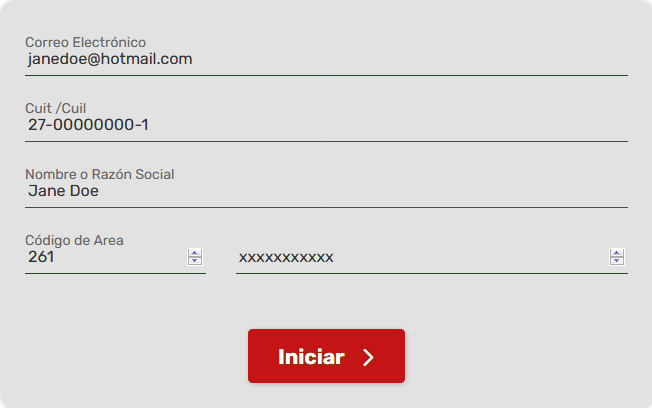 Correo Electrónico
janedoe@hotmail.com
Cuit /Cuil
27-00000000-1
Nombre o Razón Social
Jane Doe
Código de Area
261 xxxxxxxxxxx
Iniciar